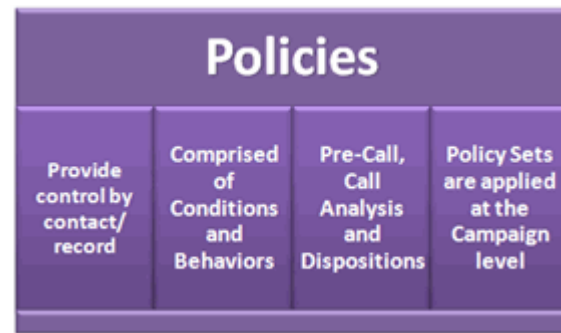 Policies
Provide
control by
contact/
record
Comprised
of
Conditions
and
Behaviors
Pre-Call,
Call
Analysis
and
Dispositions
Policy Sets
are applied
at the
Campaign
level